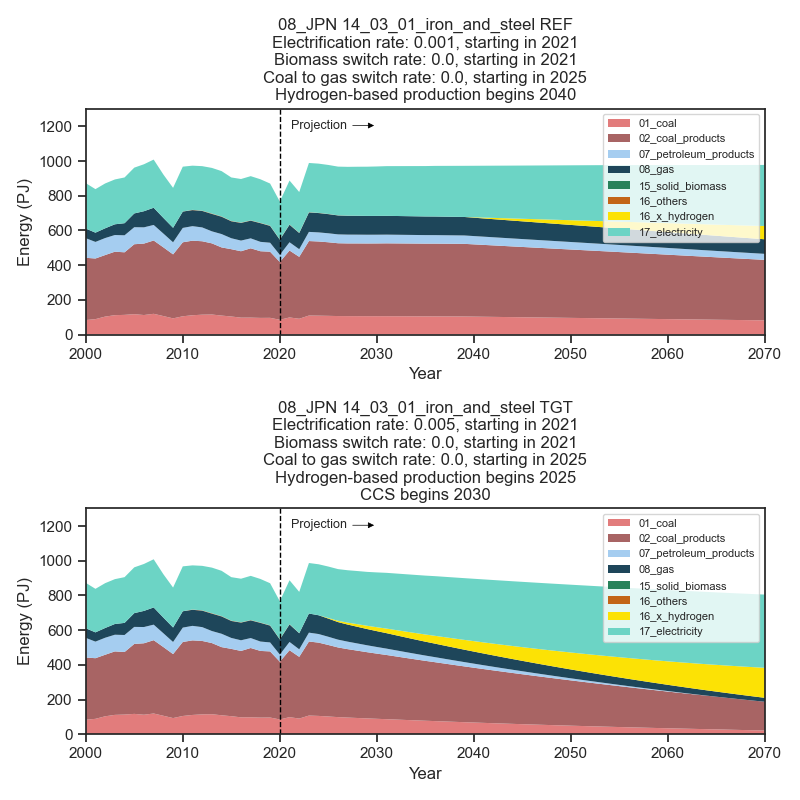 08_JPN 14_03_01_iron_and_steel REF
Electrification rate: 0.001, starting in 2021
Biomass switch rate: 0.0, starting in 2021
Coal to gas switch rate: 0.0, starting in 2025
Hydrogen-based production begins 2040
Energy (PJ)
1200
1000
800
600
400
200
0
Projection
01_coal
02_coal_products
07_petroleum_products
08_gas
15_solid_biomass
16_others
16_x_hydrogen
17_electricity
2000 2010 2020 2030 2040 2050 2060 2070
Year
08_JPN 14_03_01_iron_and_steel TGT
Electrification rate: 0.005, starting in 2021
Biomass switch rate: 0.0, starting in 2021
Coal to gas switch rate: 0.0, starting in 2025
Hydrogen-based production begins 2025
CCS begins 2030
Energy (PJ)
1200
1000
800
600
400
200
0
Projection
01_coal
02_coal_products
07_petroleum_products
08_gas
15_solid_biomass
16_others
16_x_hydrogen
17_electricity
2000 2010 2020 2030 2040 2050 2060 2070
Year